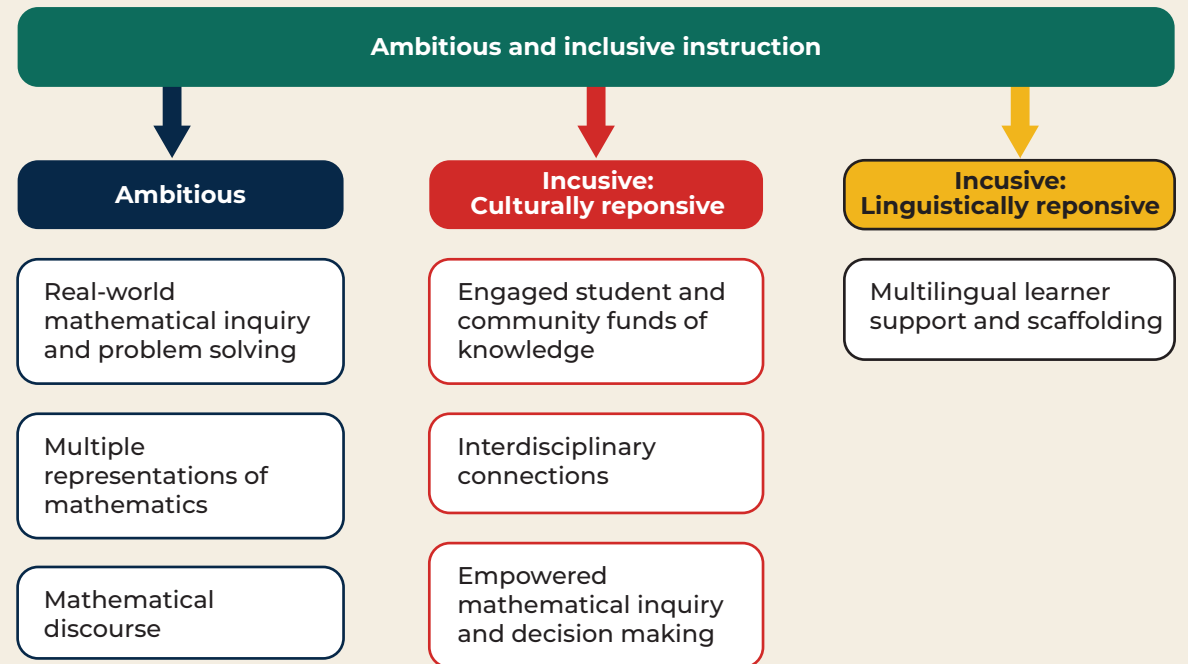 Ambitious and inclusive instruction
Ambitious
Real-world
mathematical inquiry
and problem solving
Multiple
representations of
mathematics
Mathematical
discourse
Incusive:
Culturally reponsive
Engaged student and
community funds of
knowledge
Interdisciplinary
connections
Empowered
mathematical inquiry
and decision making
Incusive:
Linguistically reponsive
Multilingual learner
support and scaffolding